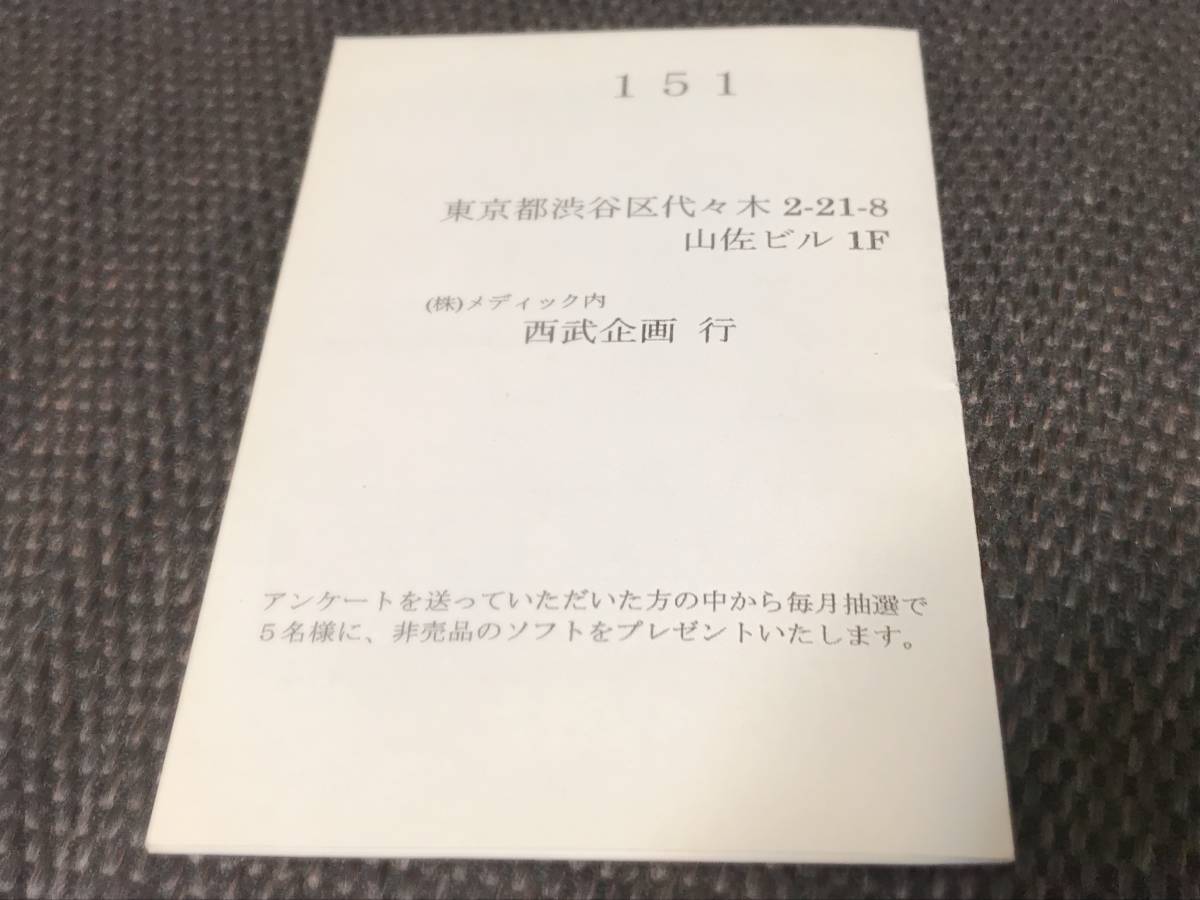 １５１
東京都渋谷区代々木 2-21-8
山佐ビル 1F
(株)メディック内
西武企画 行
アンケートを送っていただいた方の中から毎月抽選で
５名様に、非売品のソフトをプレゼントいたします。